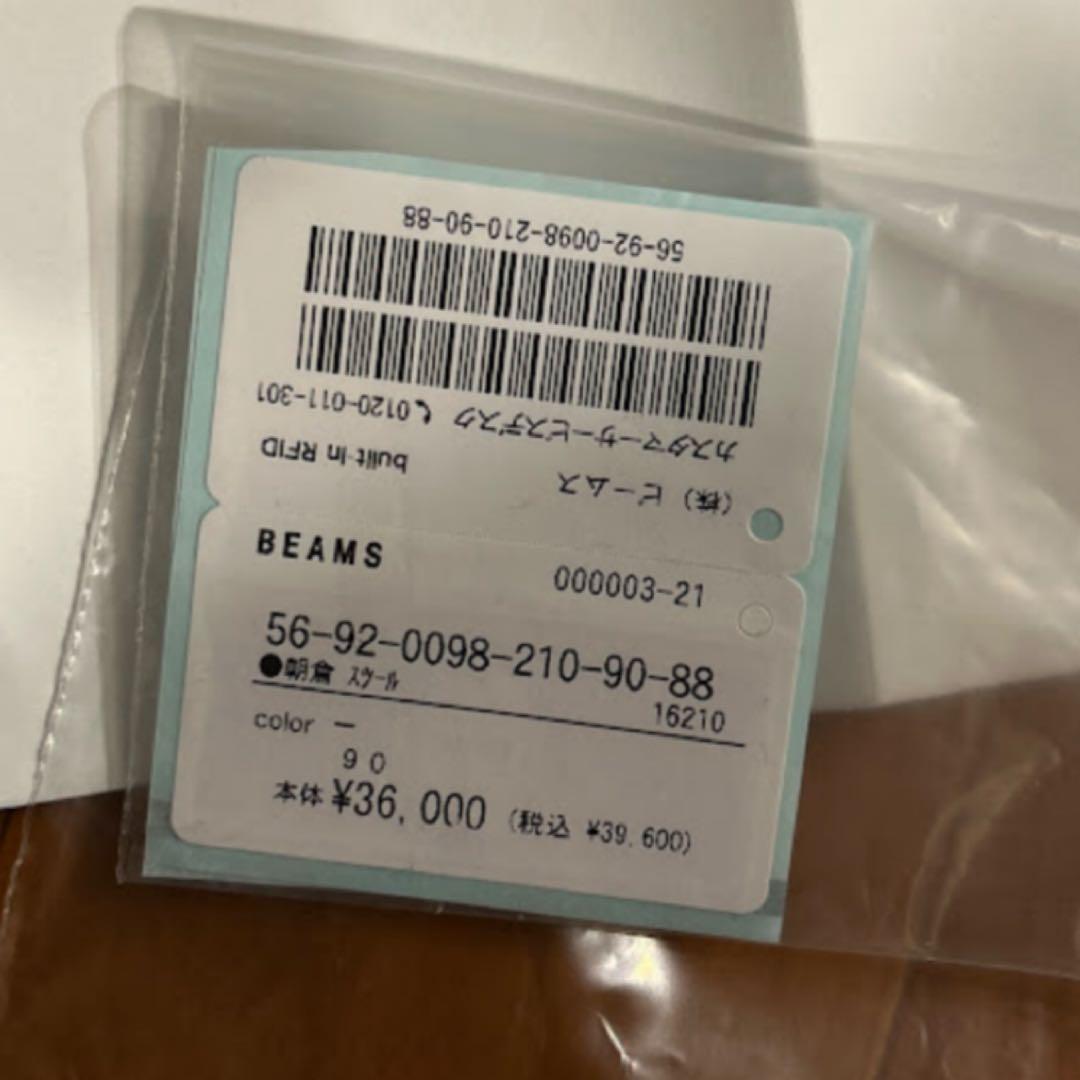 56-92-0098-210-90-88
カスタマーサービスデスク 0120-011-301
(株) ビームス built in RFID
BEAMS
000003-21
56-92-0098-210-90-88
●朝倉 ｽｸｰﾙ
16210
color ー
90
本体 ¥36,000 (税込 ¥39,600)